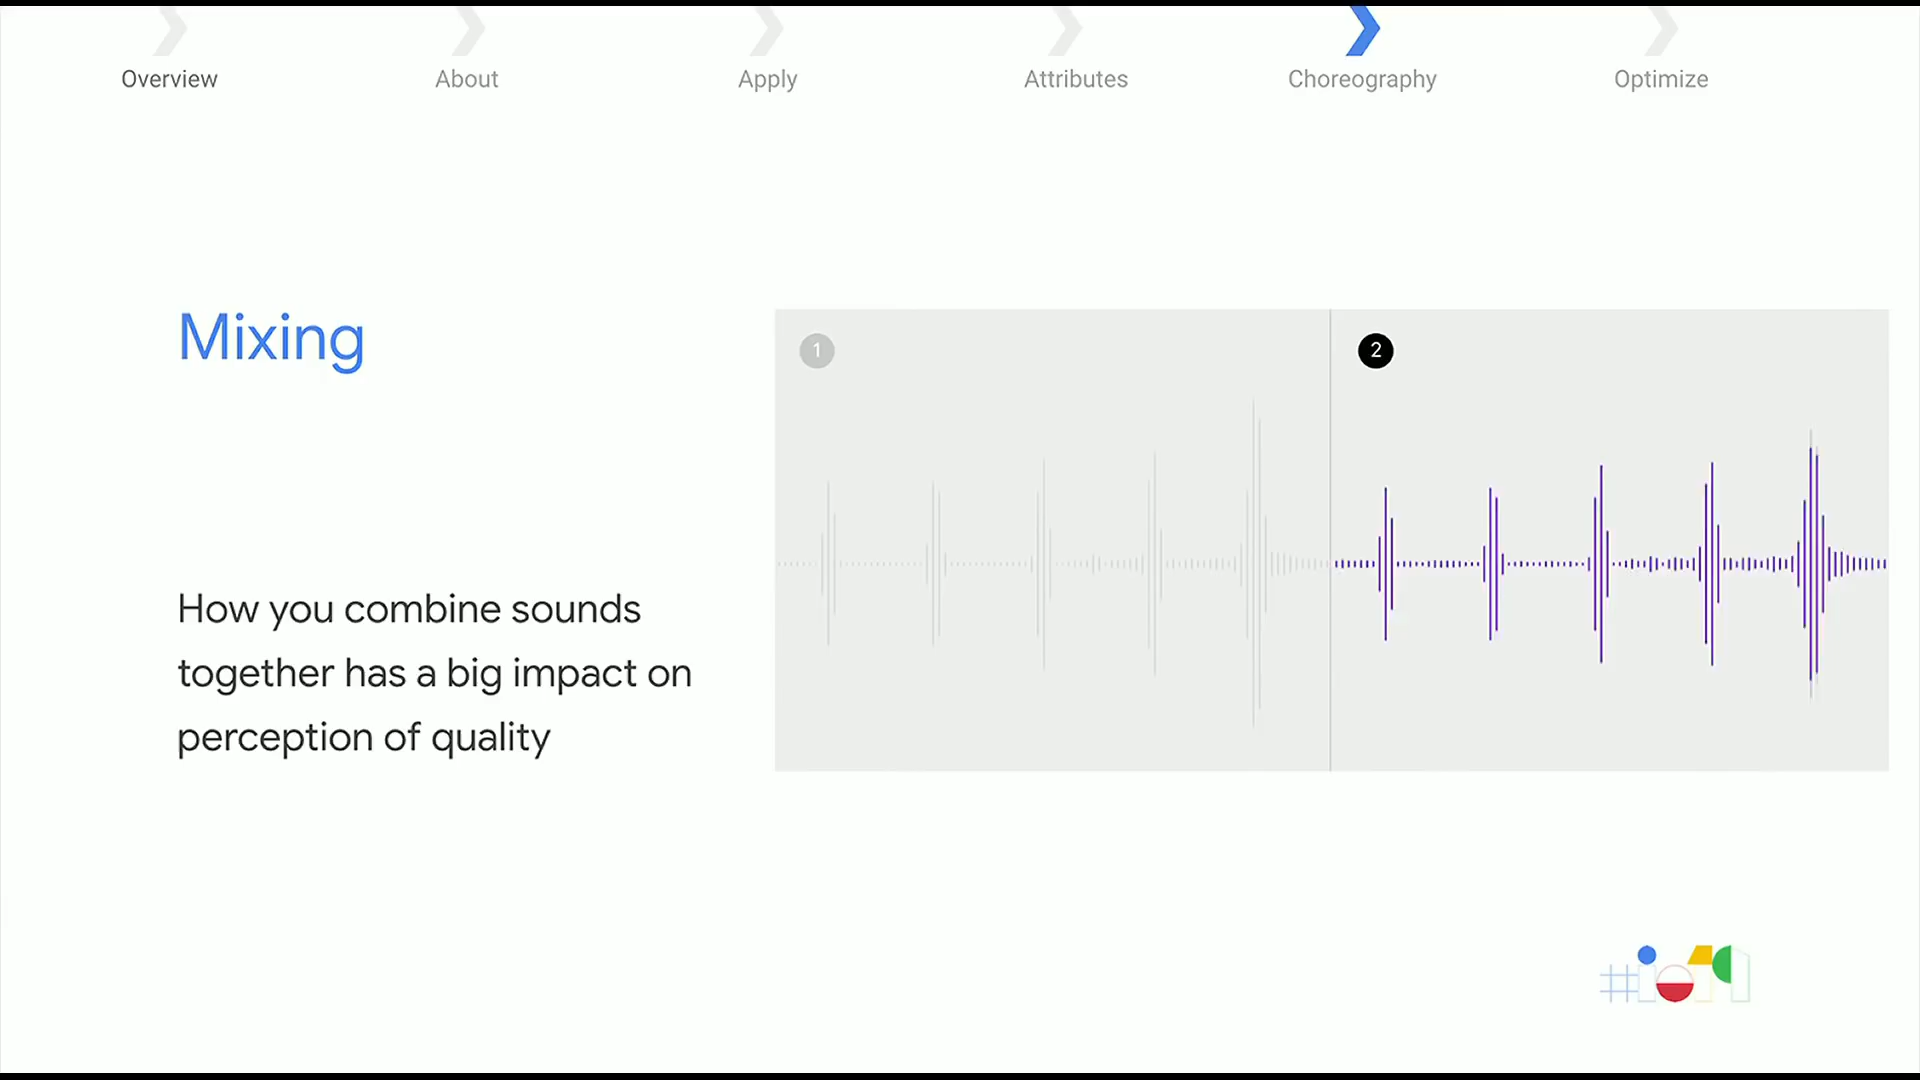 Overview About Apply Attributes Choreography Optimize
Mixing
1 2
How you combine sounds
together has a big impact on
perception of quality
#io19